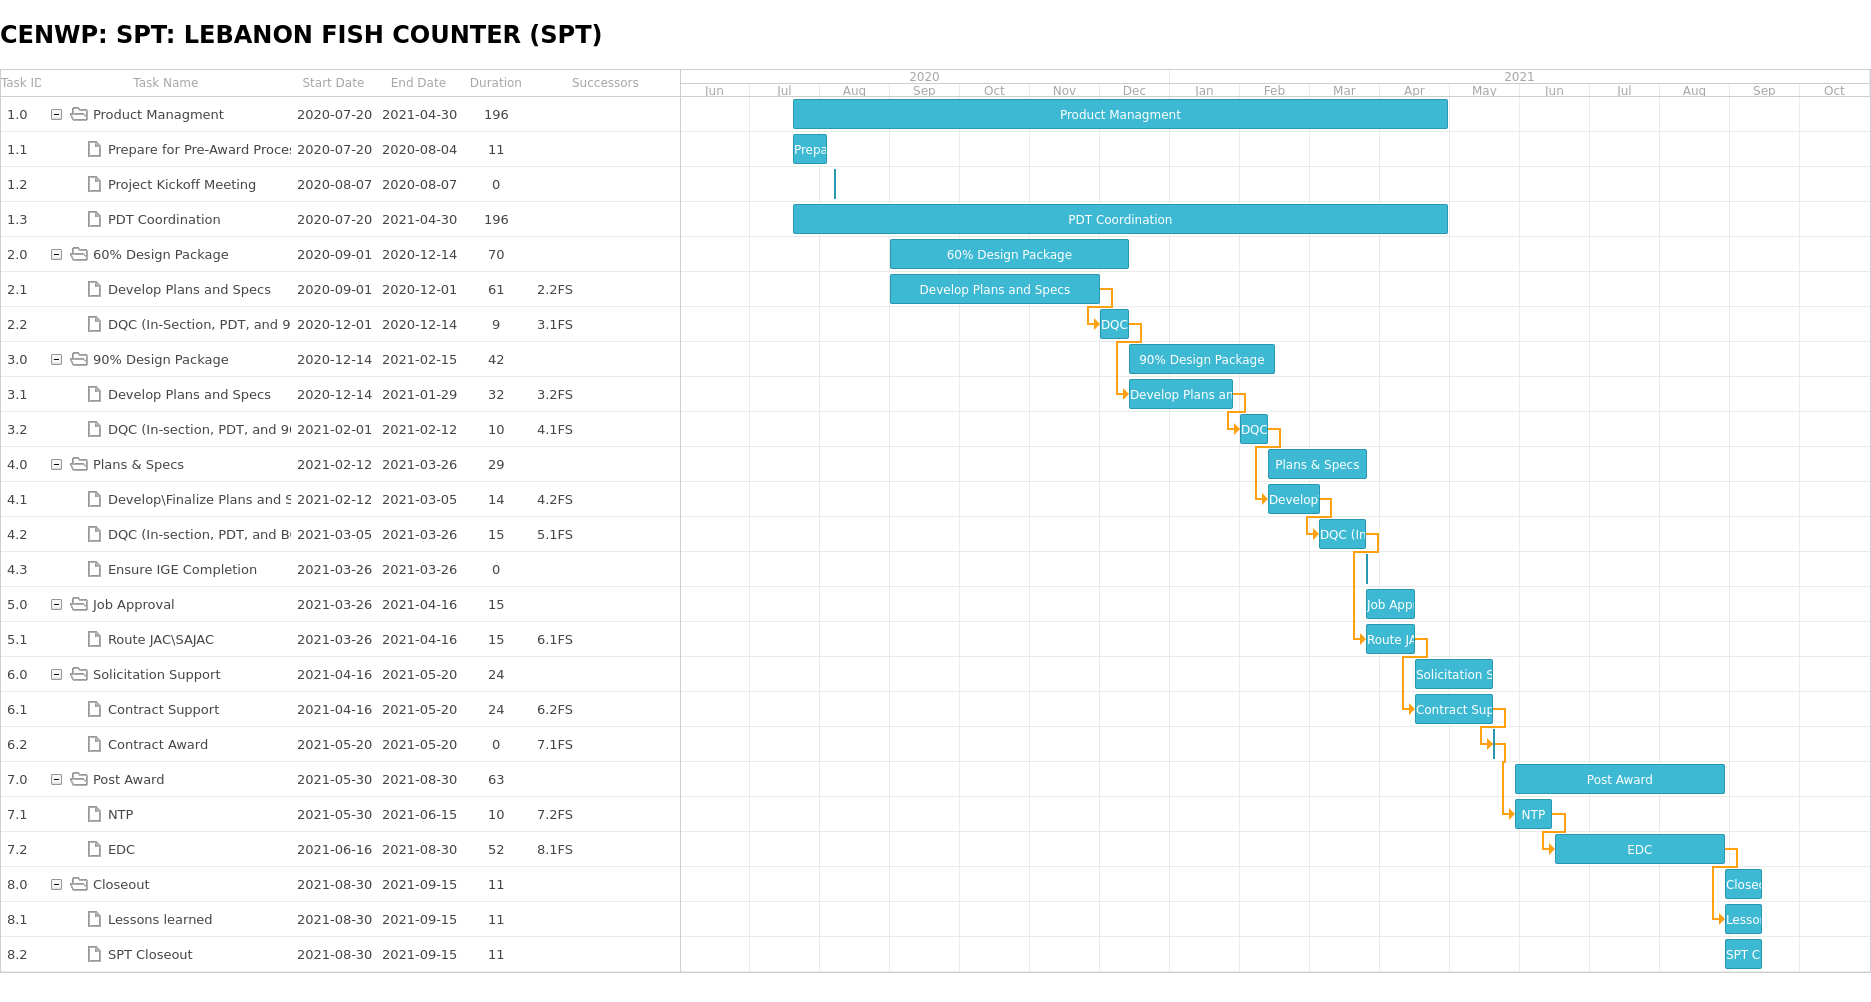 CENWP: SPT: LEBANON FISH COUNTER (SPT)
Task ID Task Name Start Date End Date Duration Successors 2020 2021
Jun Jul Aug Sep Oct Nov Dec Jan Feb Mar Apr May Jun Jul Aug Sep Oct
1.0 Product Managment 2020-07-20 2021-04-30 196 Product Managment
1.1 Prepare for Pre-Award Proces 2020-07-20 2020-08-04 11 Prepa
1.2 Project Kickoff Meeting 2020-08-07 2020-08-07 0
1.3 PDT Coordination 2020-07-20 2021-04-30 196 PDT Coordination
2.0 60% Design Package 2020-09-01 2020-12-14 70 60% Design Package
2.1 Develop Plans and Specs 2020-09-01 2020-12-01 61 2.2FS Develop Plans and Specs
2.2 DQC (In-Section, PDT, and 9 2020-12-01 2020-12-14 9 3.1FS DQC
3.0 90% Design Package 2020-12-14 2021-02-15 42 90% Design Package
3.1 Develop Plans and Specs 2020-12-14 2021-01-29 32 3.2FS Develop Plans an
3.2 DQC (In-section, PDT, and 90 2021-02-01 2021-02-12 10 4.1FS DQC
4.0 Plans & Specs 2021-02-12 2021-03-26 29 Plans & Specs
4.1 Develop\Finalize Plans and S 2021-02-12 2021-03-05 14 4.2FS Develop
4.2 DQC (In-section, PDT, and B 2021-03-05 2021-03-26 15 5.1FS DQC (In
4.3 Ensure IGE Completion 2021-03-26 2021-03-26 0
5.0 Job Approval 2021-03-26 2021-04-16 15 Job App
5.1 Route JAC\SAJAC 2021-03-26 2021-04-16 15 6.1FS Route JA
6.0 Solicitation Support 2021-04-16 2021-05-20 24 Solicitation S
6.1 Contract Support 2021-04-16 2021-05-20 24 6.2FS Contract Sup
6.2 Contract Award 2021-05-20 2021-05-20 0 7.1FS
7.0 Post Award 2021-05-30 2021-08-30 63 Post Award
7.1 NTP 2021-05-30 2021-06-15 10 7.2FS NTP
7.2 EDC 2021-06-16 2021-08-30 52 8.1FS EDC
8.0 Closeout 2021-08-30 2021-09-15 11 Closeo
8.1 Lessons learned 2021-08-30 2021-09-15 11 Lesso
8.2 SPT Closeout 2021-08-30 2021-09-15 11 SPT C